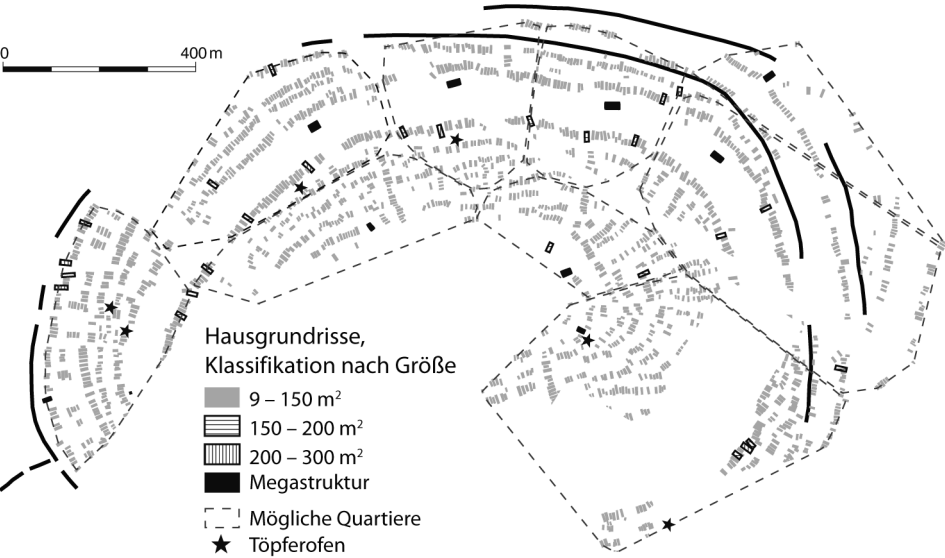 0 400 m
Hausgrundrisse,
Klassifikation nach Größe
9 – 150 m²
150 – 200 m²
200 – 300 m²
Megastruktur
Mögliche Quartiere
Töpferofen